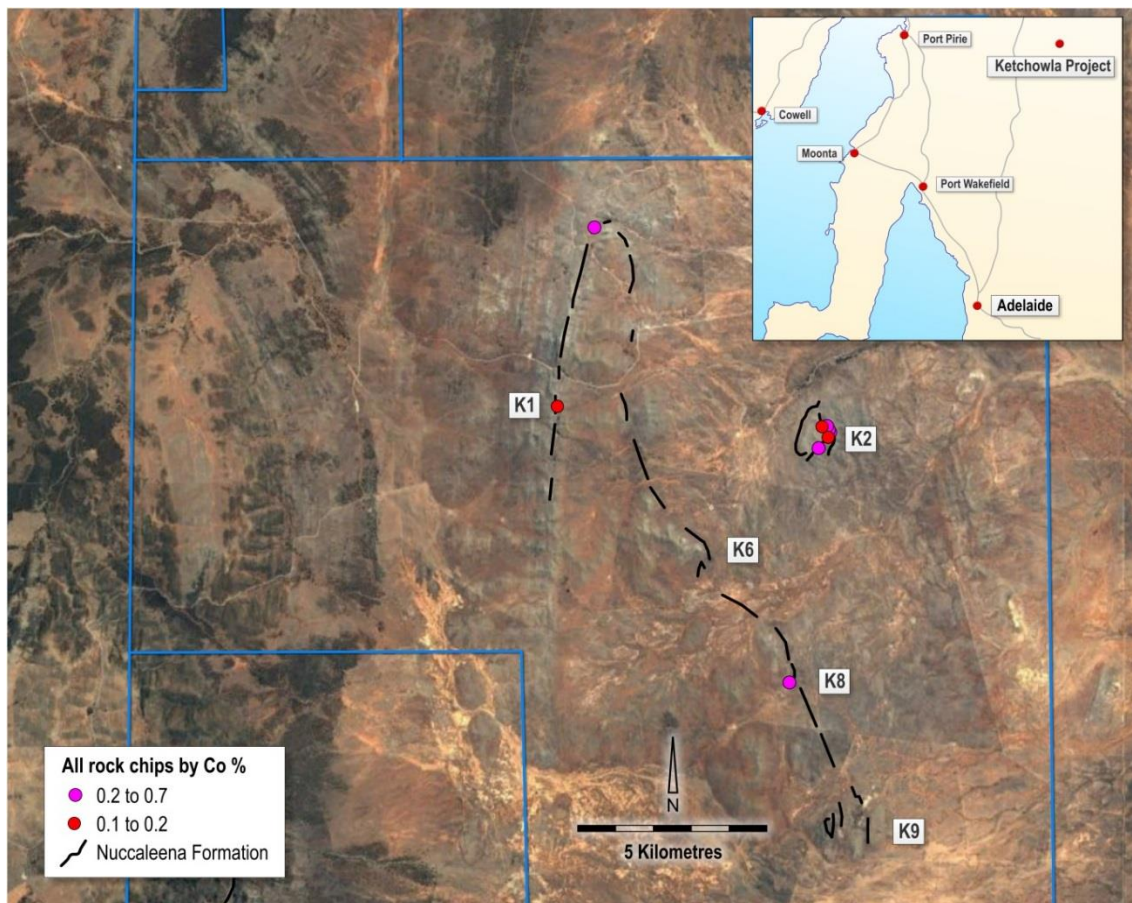 Port Pirie
Ketchowla Project
Cowell
Moonta
Port Wakefield
Adelaide
K1
K2
K6
K8
K9
N
5 Kilometres
All rock chips by Co %
0.2 to 0.7
0.1 to 0.2
Nuccaleena Formation